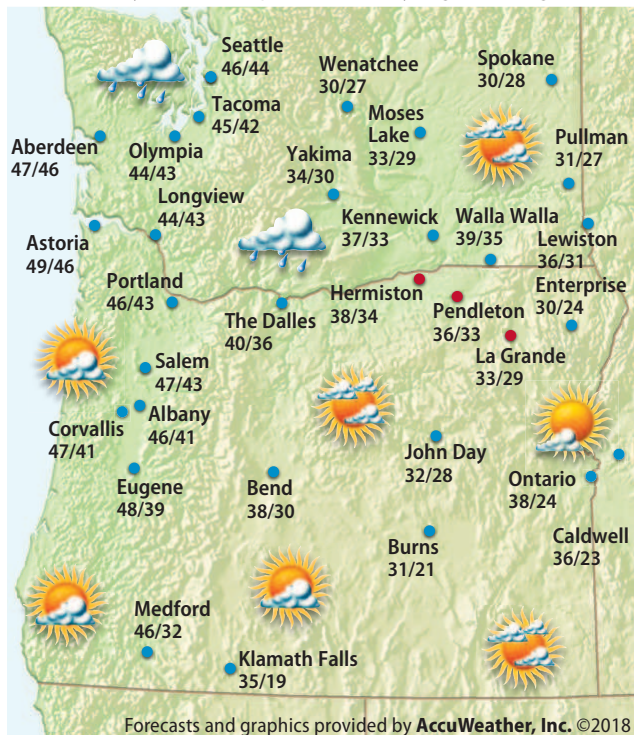 Seattle
46/44
Wenatchee
30/27
Spokane
30/28
Tacoma
45/42
Moses
Lake
33/29
Aberdeen
47/46
Olympia
44/43
Yakima
34/30
Pullman
31/27
Longview
44/43
Kennewick
37/33
Walla Walla
39/35
Lewiston
36/31
Astoria
49/46
Portland
46/43
The Dalles
40/36
Hermiston
38/34
Pendleton
36/33
Enterprise
30/24
La Grande
33/29
Salem
47/43
Albany
46/41
Corvallis
47/41
John Day
32/28
Ontario
38/24
Eugene
48/39
Bend
38/30
Caldwell
36/23
Burns
31/21
Medford
46/32
Klamath Falls
35/19
Forecasts and graphics provided by AccuWeather, Inc. ©2018